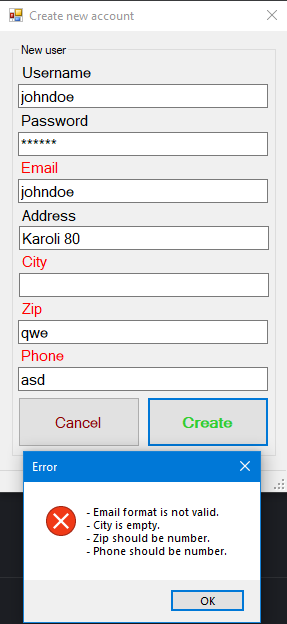 Create new account
New user
Username
johndoe
Password
******
Email
johndoe
Address
Karoli 80
City
Zip
qwe
Phone
asd
Cancel
Create
Error
- Email format is not valid.
- City is empty.
- Zip should be number.
- Phone should be number.
OK